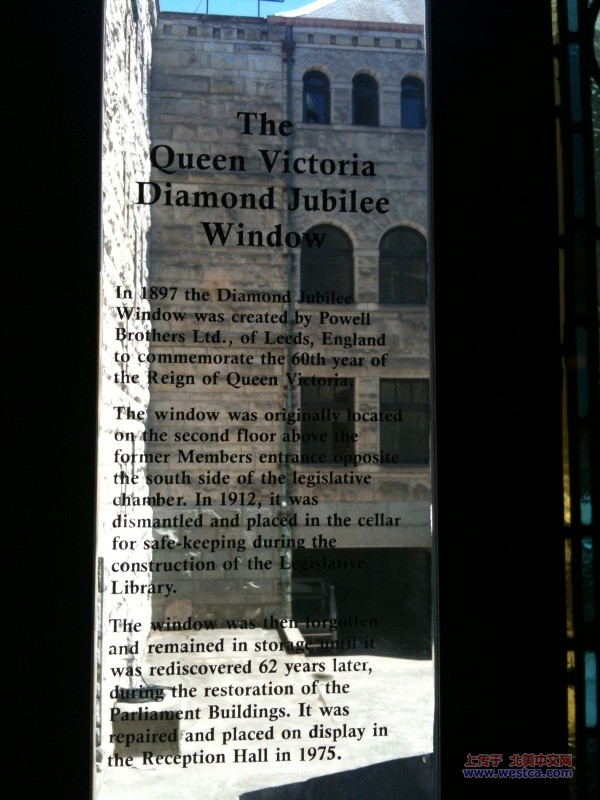 The
Queen Victoria
Diamond Jubilee
Window
In 1897 the Diamond Jubilee
Window was created by Powell
Brothers Ltd., of Leeds, England
to commemorate the 60th year of
the Reign of Queen Victoria.
The window was originally located
on the second floor above the
former Members entrance opposite
the south side of the legislative
chamber. In 1912, it was
dismantled and placed in the cellar
for safe-keeping during the
construction of the Legislative
Library.
The window was then forgotten
and remained in storage until it
was rediscovered 62 years later,
during the restoration of the
Parliament Buildings. It was
repaired and placed on display in
the Reception Hall in 1975.
上传于 北美中文网
www.westca.com